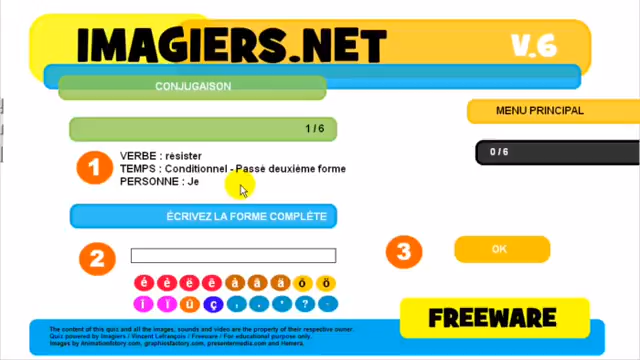 IMAGIERS.NET
V.6
CONJUGAISON
MENU PRINCIPAL
1 / 6
0 / 6
1
VERBE : résister
TEMPS : Conditionnel - Passé deuxième forme
PERSONNE : Je
ÉCRIVEZ LA FORME COMPLÈTE
2
3
OK
FREEWARE
The content of this quiz and all the images, sounds and video are the property of their respective owner.
Quiz powered by Imagiers / Vincent Lefrançois / Freeware / For educational purpose only.
Images by Animationfstory.com, graphicsfactory.com, presentermedia.com and Hemera.